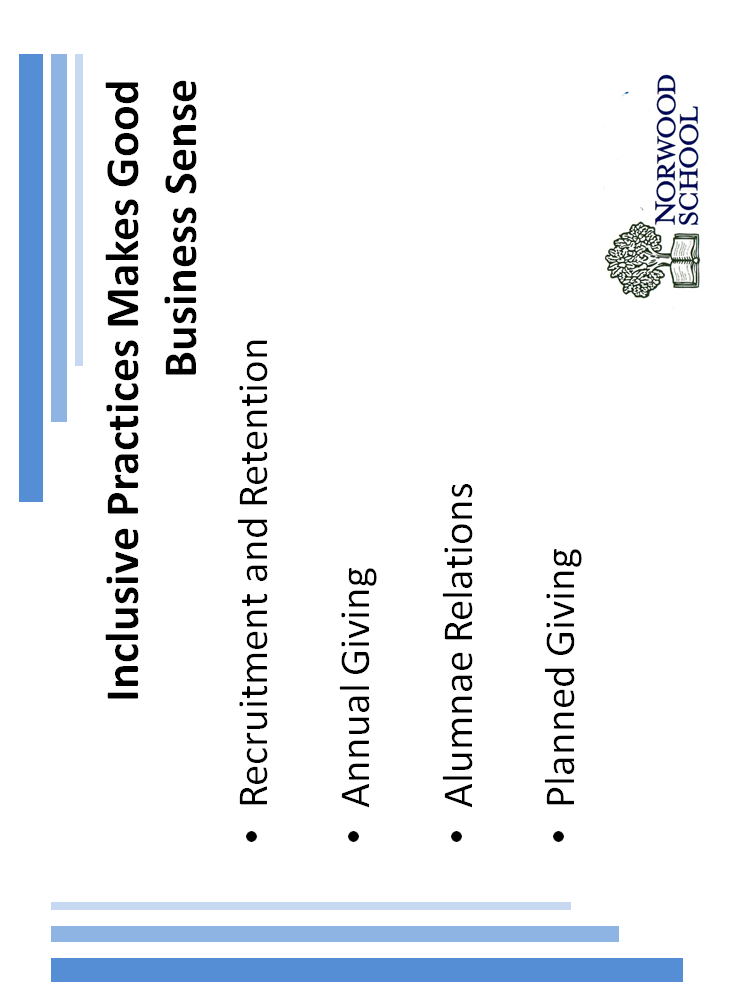 Inclusive Practices Makes Good
Business Sense
• Recruitment and Retention
• Annual Giving
• Alumnae Relations
• Planned Giving
NORWOOD
SCHOOL